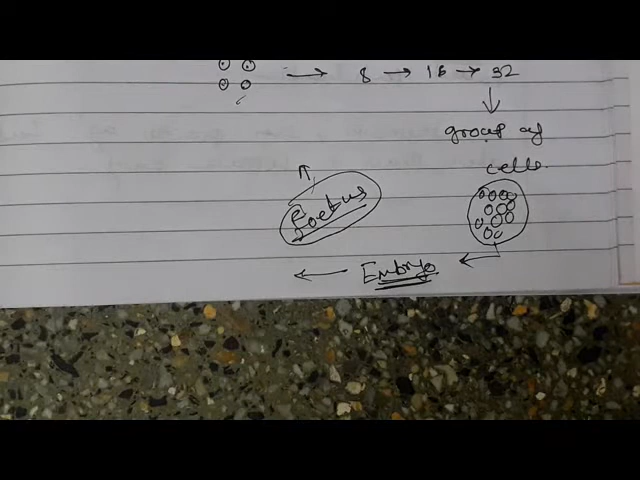 → 8 → 16 → 32
group of
cells
Foetus
Embryo